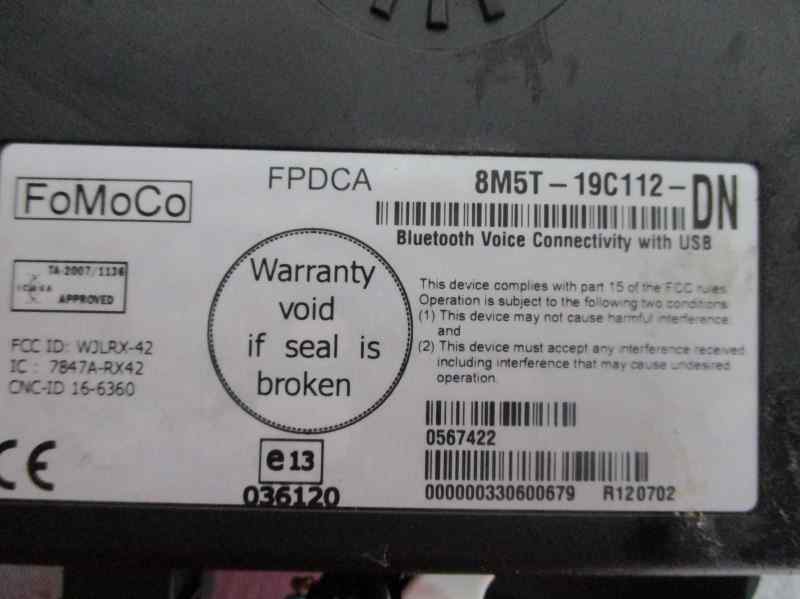 FoMoCo
FPDCA
8M5T-19C112-DN
Bluetooth Voice Connectivity with USB
TA-2007/1136
APPROVED
FCC ID: WJLRX-42
IC : 7847A-RX42
CNC-ID 16-6360
CE
Warranty
void
if seal is
broken
e13
036120
This device complies with part 15 of the FCC rules
Operation is subject to the following two conditions
(1) This device may not cause harmful interference
and
(2) This device must accept any interference received
including interference that may cause undesired
operation.
0567422
000000330600679 R120702